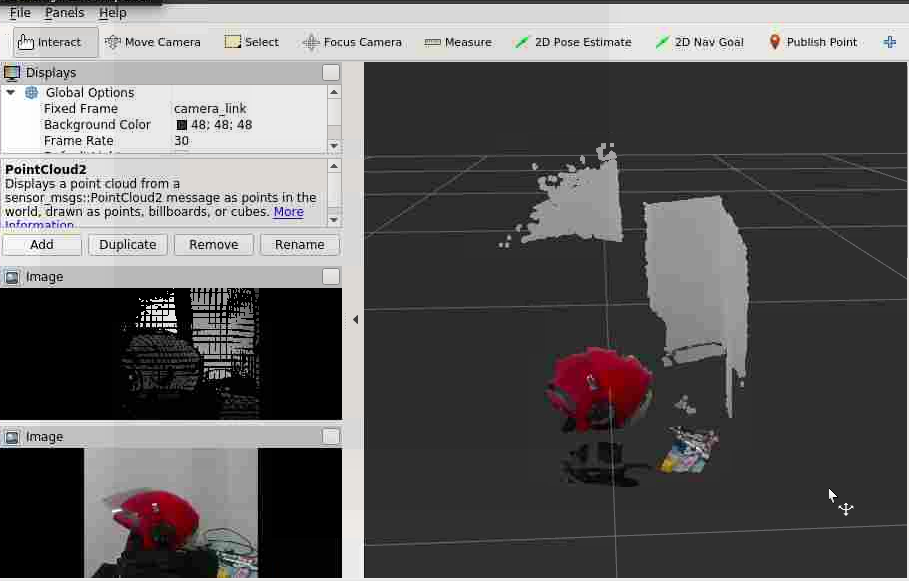 File Panels Help
Interact Move Camera Select Focus Camera Measure 2D Pose Estimate 2D Nav Goal Publish Point
Displays
Global Options
Fixed Frame camera_link
Background Color 48; 48; 48
Frame Rate 30
PointCloud2
Displays a point cloud from a
sensor_msgs::PointCloud2 message as points in the
world, drawn as points, billboards, or cubes. More
Information.
Add Duplicate Remove Rename
Image
Image